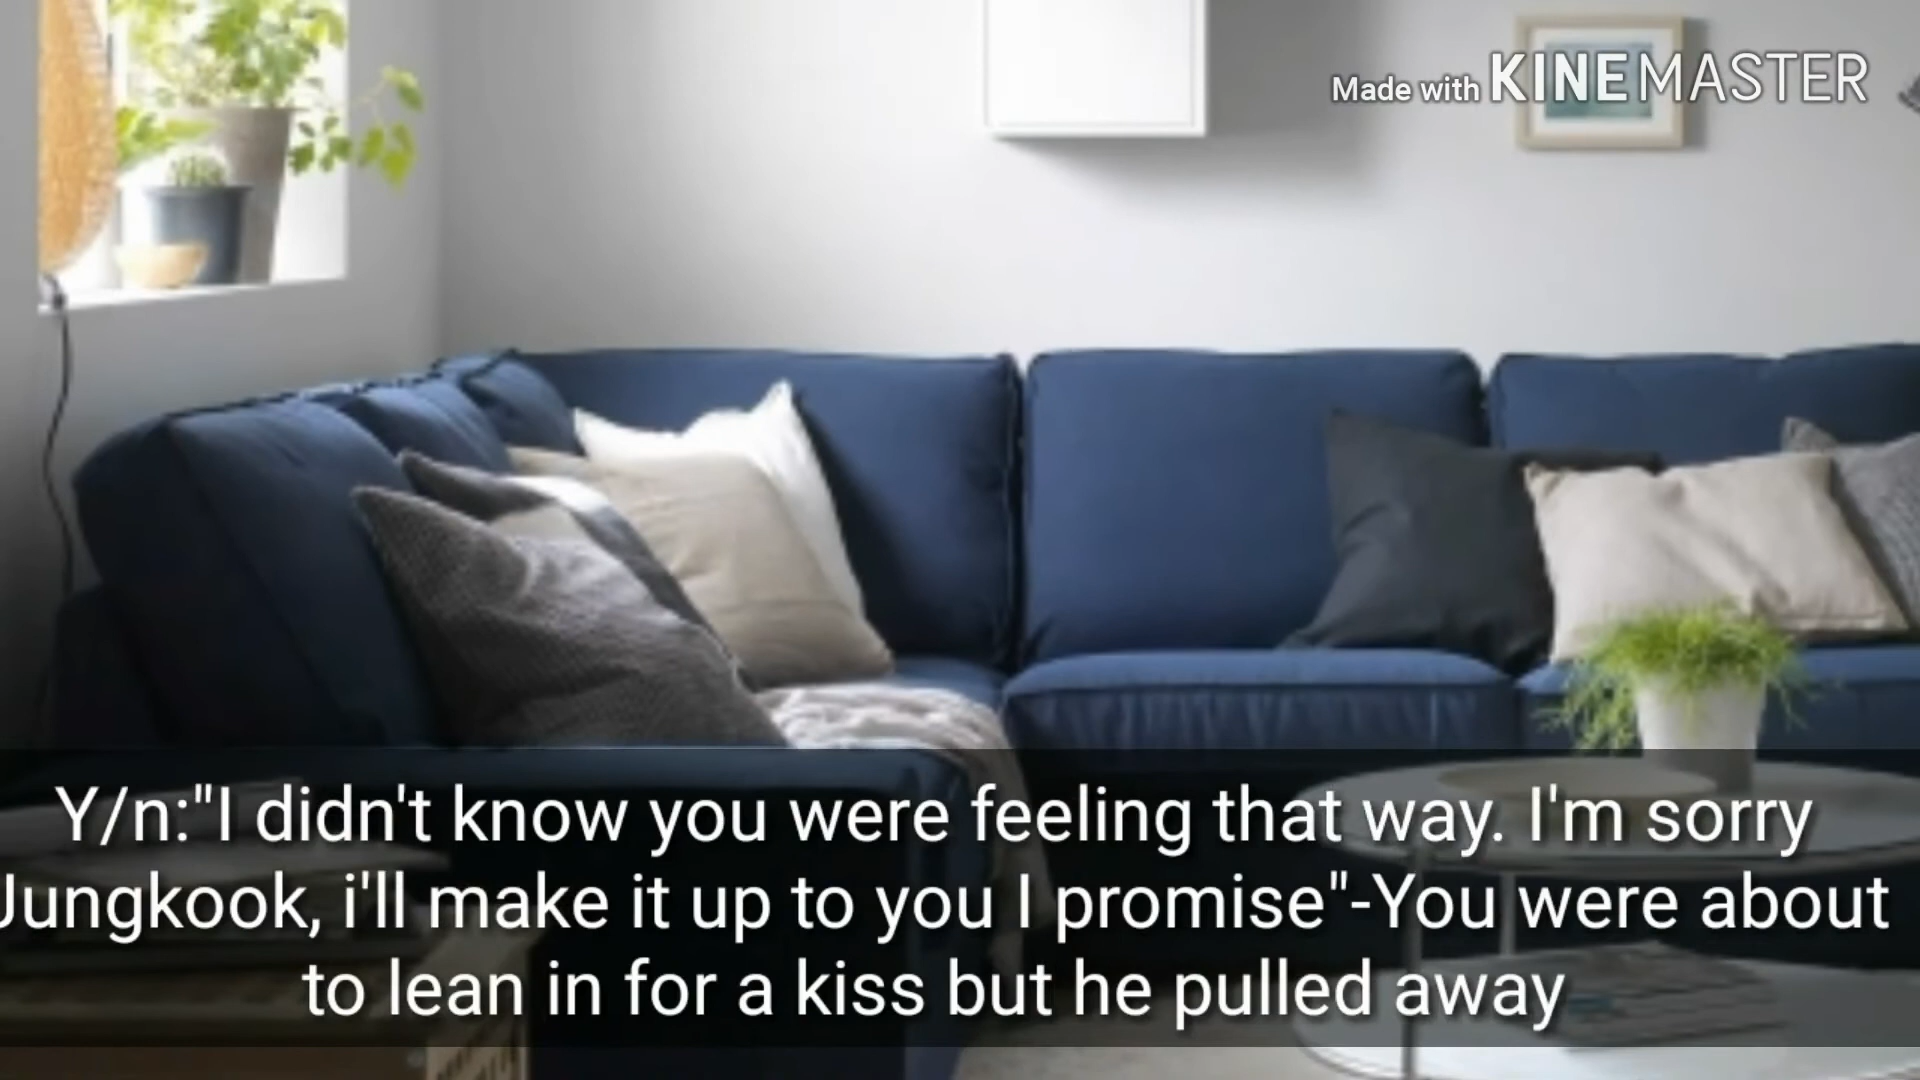 Made with KINEMASTER
Y/n:"I didn't know you were feeling that way. I'm sorry
Jungkook, i'll make it up to you I promise"-You were about
to lean in for a kiss but he pulled away